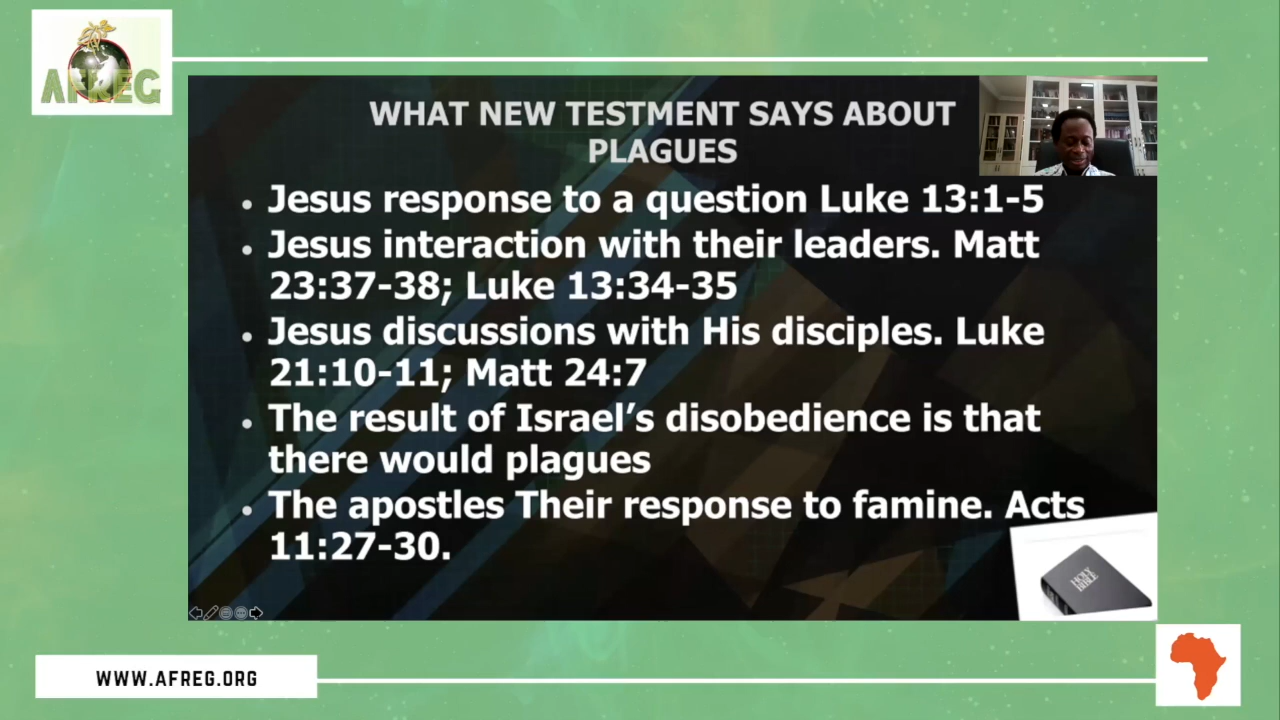 AFREG
WHAT NEW TESTMENT SAYS ABOUT
PLAGUES
• Jesus response to a question Luke 13:1-5
• Jesus interaction with their leaders. Matt
23:37-38; Luke 13:34-35
• Jesus discussions with His disciples. Luke
21:10-11; Matt 24:7
• The result of Israel’s disobedience is that
there would plagues
• The apostles Their response to famine. Acts
11:27-30.
HOLY
BIBLE
WWW.AFREG.ORG